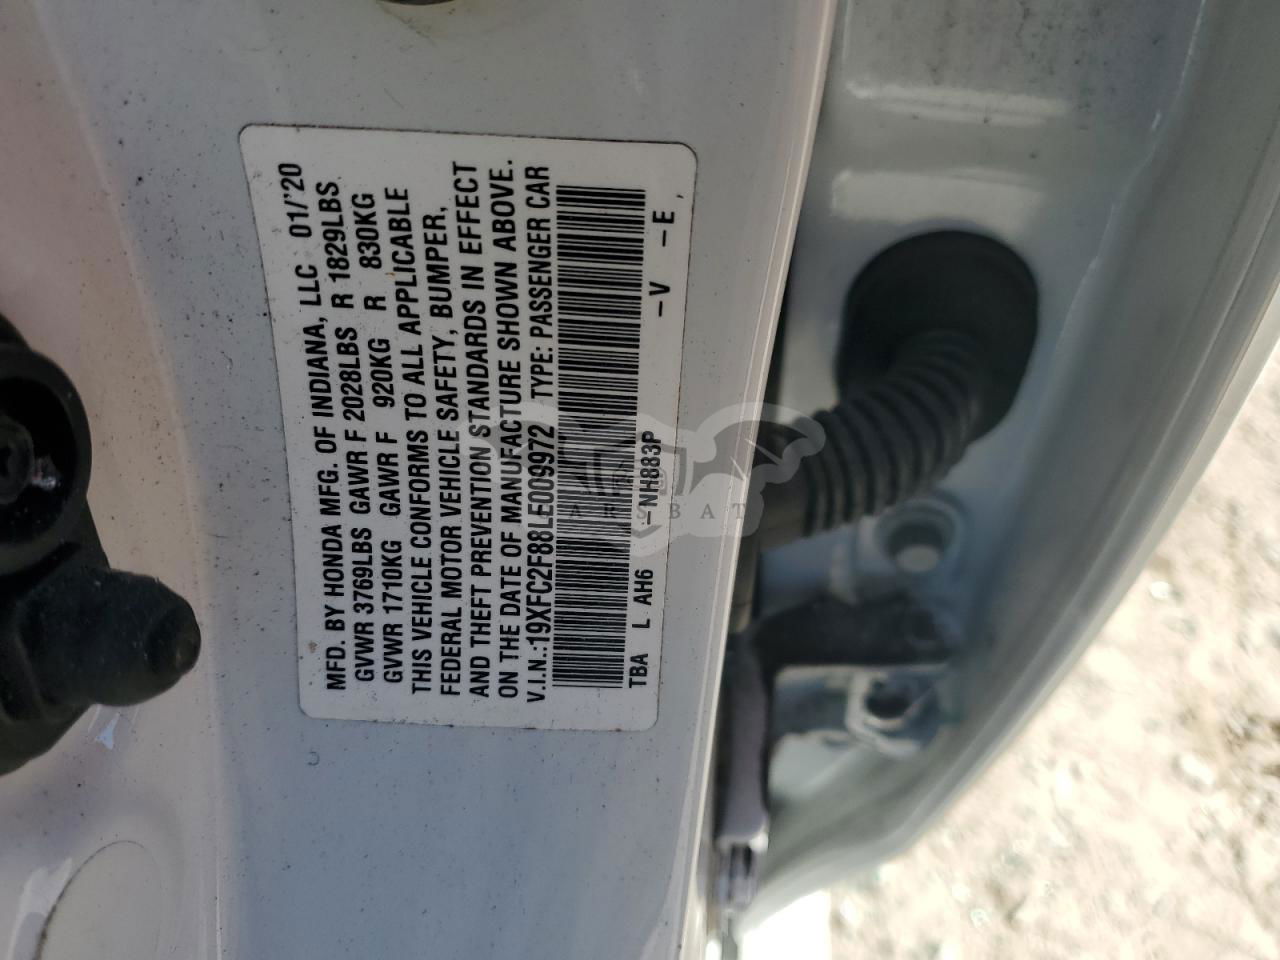 MFD. BY HONDA MFG. OF INDIANA, LLC 01/'20
GVWR 3769LBS GAWR F 2028LBS R 1829LBS
GVWR 1710KG GAWR F 920KG R 830KG
THIS VEHICLE CONFORMS TO ALL APPLICABLE
FEDERAL MOTOR VEHICLE SAFETY, BUMPER,
AND THEFT PREVENTION STANDARDS IN EFFECT
ON THE DATE OF MANUFACTURE SHOWN ABOVE.
V.I.N.:19XFC2F88LE009972 TYPE: PASSENGER CAR
TBA L AH6 -NH883P -V -E ,